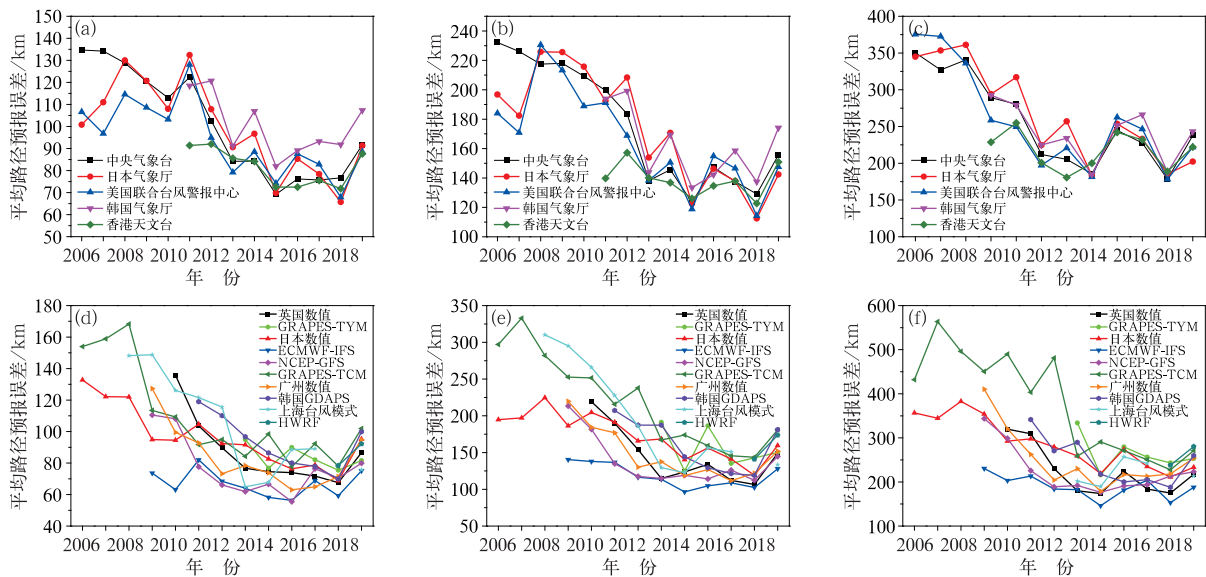 (a)
平均路径预报误差/km
150
140
130
120
110
100
90
80
70
60
50
中央气象台
日本气象厅
美国联合台风警报中心
韩国气象厅
香港天文台
2006 2008 2010 2012 2014 2016 2018
年 份
(b)
平均路径预报误差/km
240
220
200
180
160
140
120
100
中央气象台
日本气象厅
美国联合台风警报中心
韩国气象厅
香港天文台
2006 2008 2010 2012 2014 2016 2018
年 份
(c)
平均路径预报误差/km
400
350
300
250
200
150
100
中央气象台
日本气象厅
美国联合台风警报中心
韩国气象厅
香港天文台
2006 2008 2010 2012 2014 2016 2018
年 份
(d)
平均路径预报误差/km
180
160
140
120
100
80
60
40
英国数值
GRAPES-TYM
日本数值
ECMWF-IFS
NCEP-GFS
GRAPES-TCM
广州数值
韩国GDAPS
上海台风模式
HWRF
2006 2008 2010 2012 2014 2016 2018
年 份
(e)
平均路径预报误差/km
350
300
250
200
150
100
50
英国数值
GRAPES-TYM
日本数值
ECMWF-IFS
NCEP-GFS
GRAPES-TCM
广州数值
韩国GDAPS
上海台风模式
HWRF
2006 2008 2010 2012 2014 2016 2018
年 份
(f)
平均路径预报误差/km
600
500
400
300
200
100
英国数值
GRAPES-TYM
日本数值
ECMWF-IFS
NCEP-GFS
GRAPES-TCM
广州数值
韩国GDAPS
上海台风模式
HWRF
2006 2008 2010 2012 2014 2016 2018
年 份